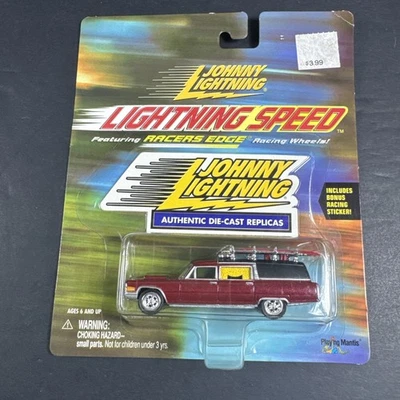 $3.99
JOHNNY
LIGHTNING
LIGHTNING SPEED™
Featuring RACERS EDGE Racing Wheels!
JOHNNY
LIGHTNING
AUTHENTIC DIE-CAST REPLICAS
INCLUDES
BONUS
RACING
STICKER!
AGES 6 AND UP
WARNING:
CHOKING HAZARD–
small parts. Not for children under 3 yrs.
Playing Mantis